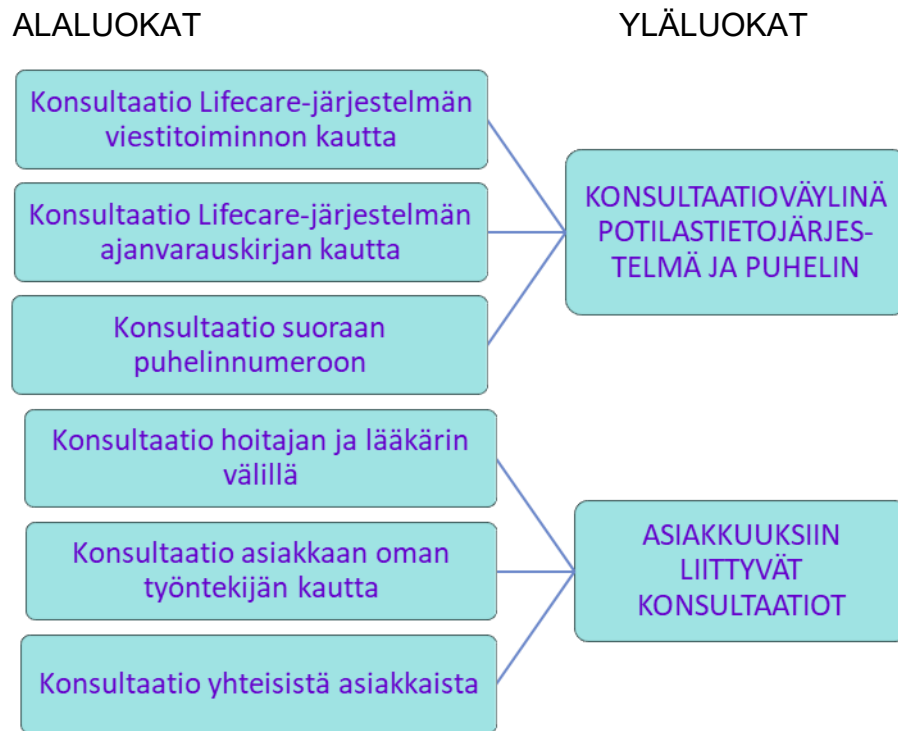 ALALUOKAT
YLÄLUOKAT
Konsultaatio Lifecare-järjestelmän
viestitoiminnon kautta
Konsultaatio Lifecare-järjestelmän
ajanvarauskirjan kautta
Konsultaatio suoraan
puhelinnumeroon
KONSULTAATIOVÄYLINÄ
POTILASTIETOJÄRJES-
TELMÄ JA PUHELIN
Konsultaatio hoitajan ja lääkärin
välillä
Konsultaatio asiakkaan oman
työntekijän kautta
Konsultaatio yhteisistä asiakkaista
ASIAKKUUKSIIN
LIITTYVÄT
KONSULTAATIOT